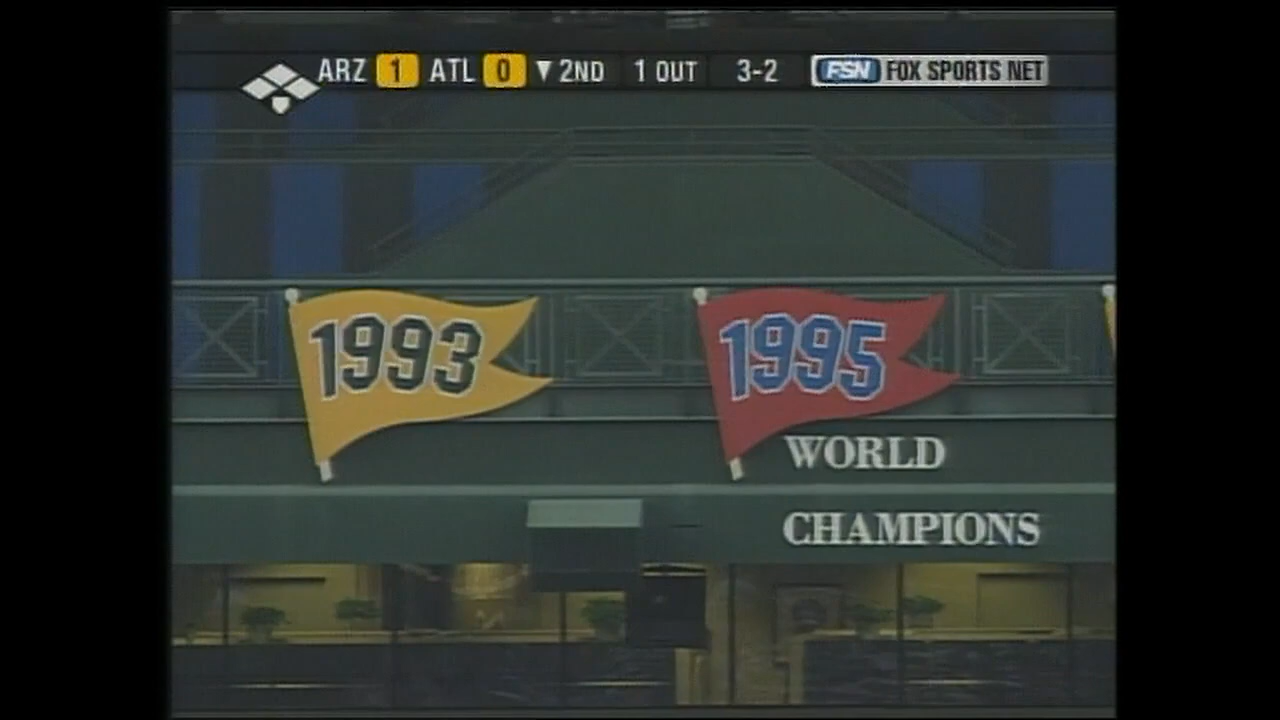 ARZ 1 ATL 0 ▼ 2ND 1 OUT 3-2 FSN FOX SPORTS NET
1993
1995
WORLD
CHAMPIONS